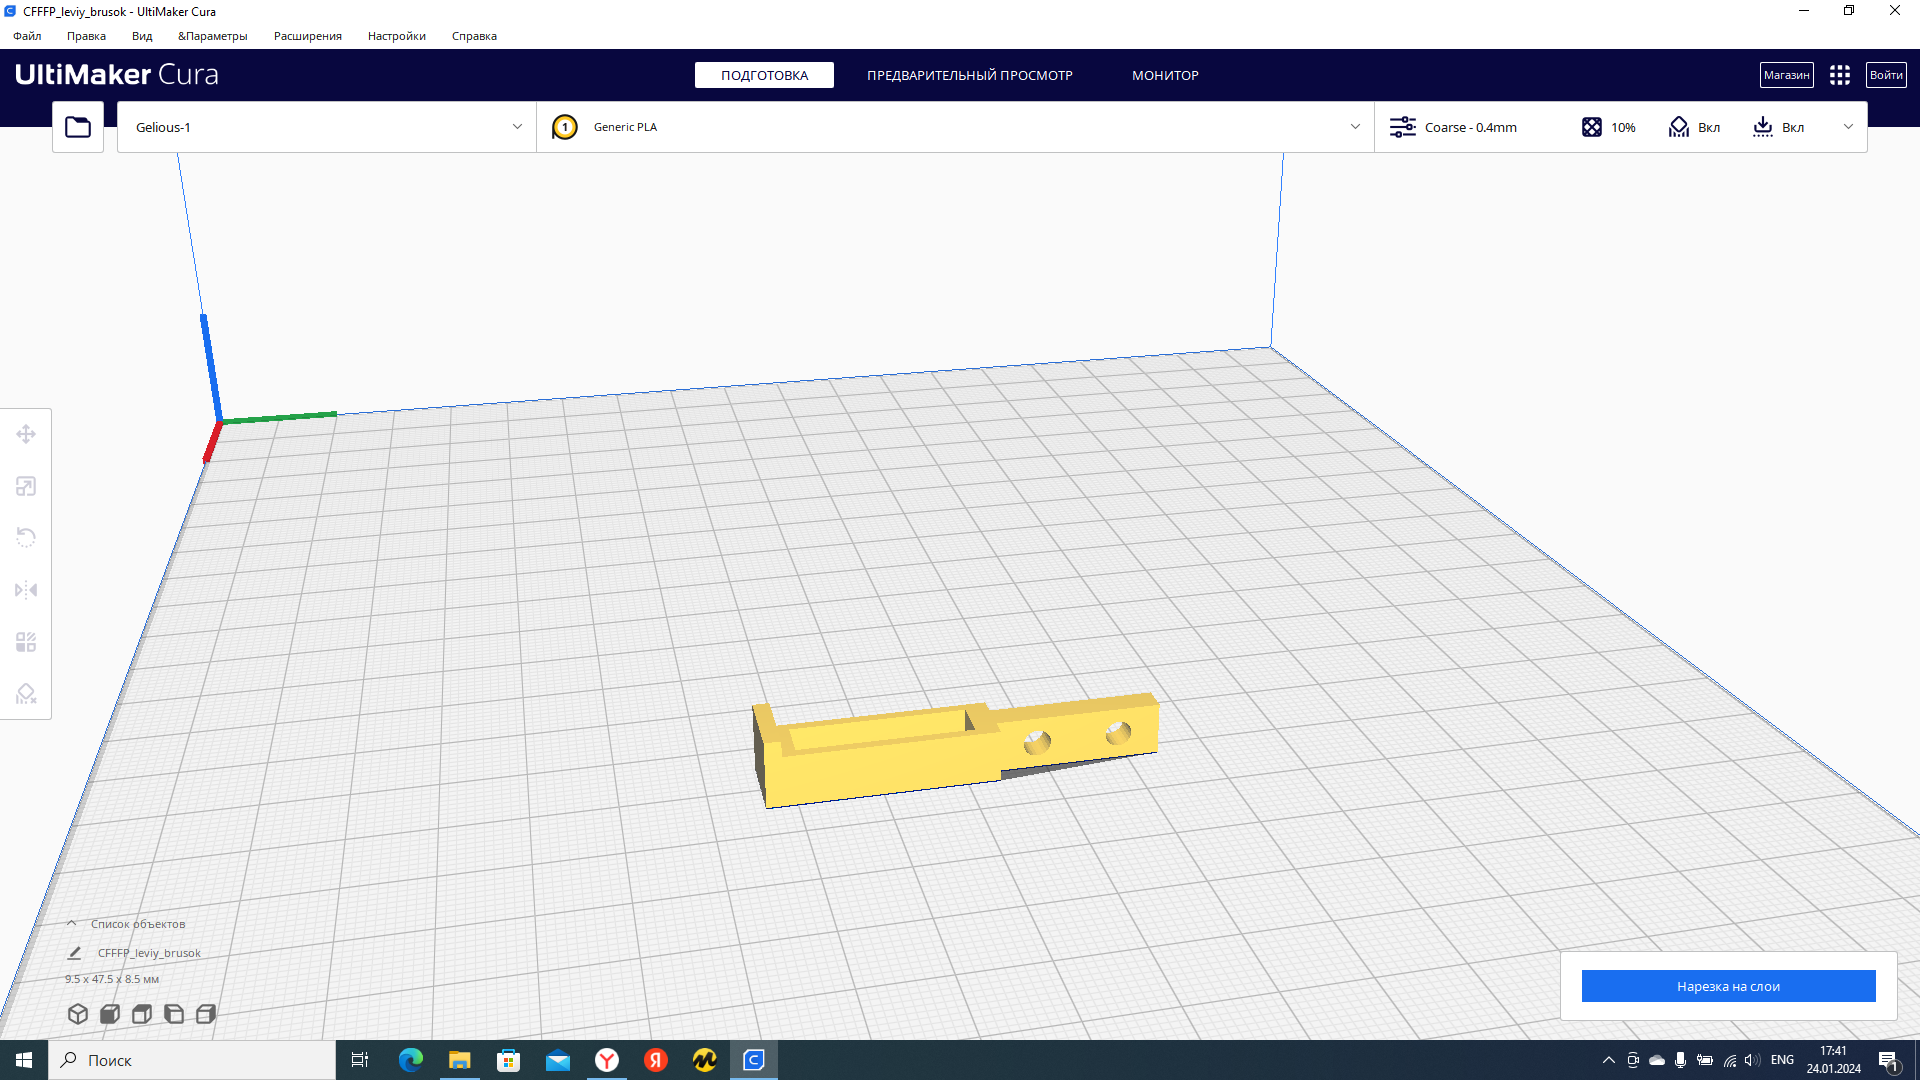 CFFFP_leviy_brusok - UltiMaker Cura
Файл Правка Вид &Параметры Расширения Настройки Справка
UltiMaker Cura
ПОДГОТОВКА ПРЕДВАРИТЕЛЬНЫЙ ПРОСМОТР МОНИТОР
Магазин Войти
Gelious-1
1 Generic PLA
Coarse - 0.4mm 10% Вкл Вкл
Список объектов
CFFFP_leviy_brusok
9.5 x 47.5 x 8.5 мм
Нарезка на слои
Поиск
ENG
17:41
24.01.2024
1